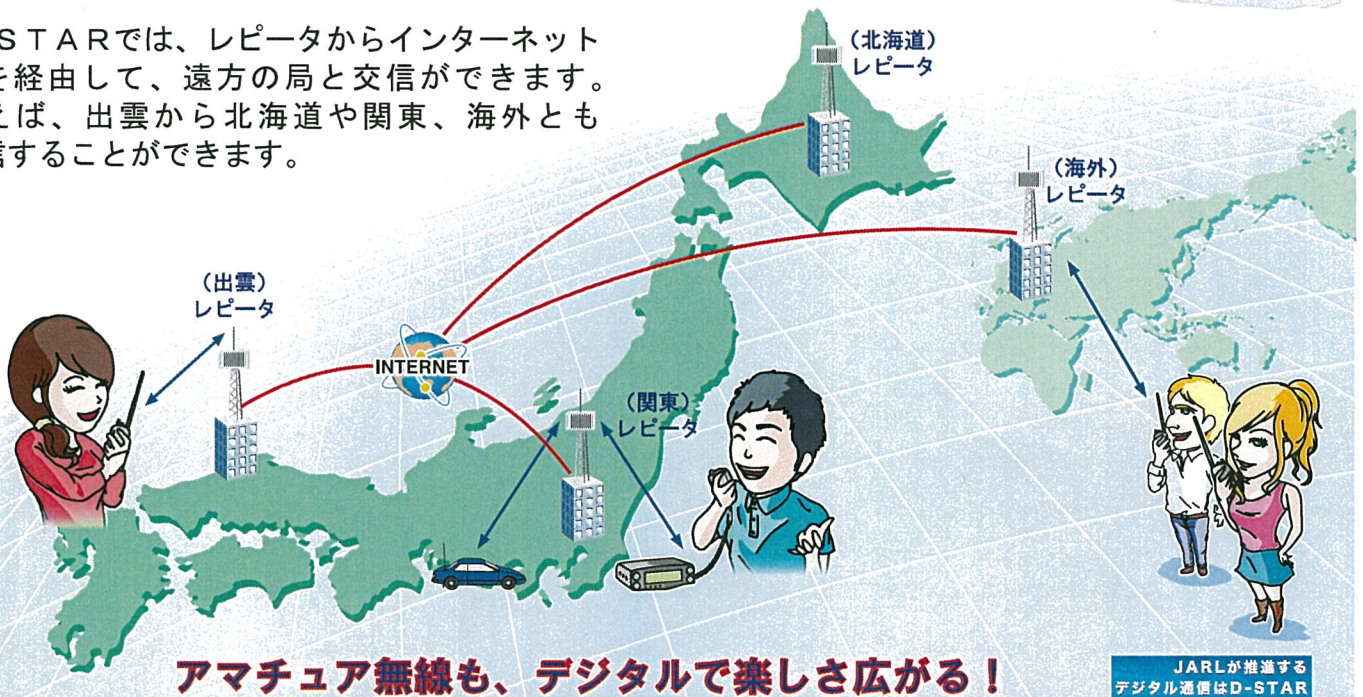 STARでは、レピータからインターネット
を経由して、遠方の局と交信ができます。
えば、出雲から北海道や関東、海外とも
信することができます。
(北海道)
レピータ
(海外)
レピータ
(出雲)
レピータ
INTERNET
(関東)
レピータ
アマチュア無線も、デジタルで楽しさ広がる!
JARLが推進する
デジタル通信はD-STAR